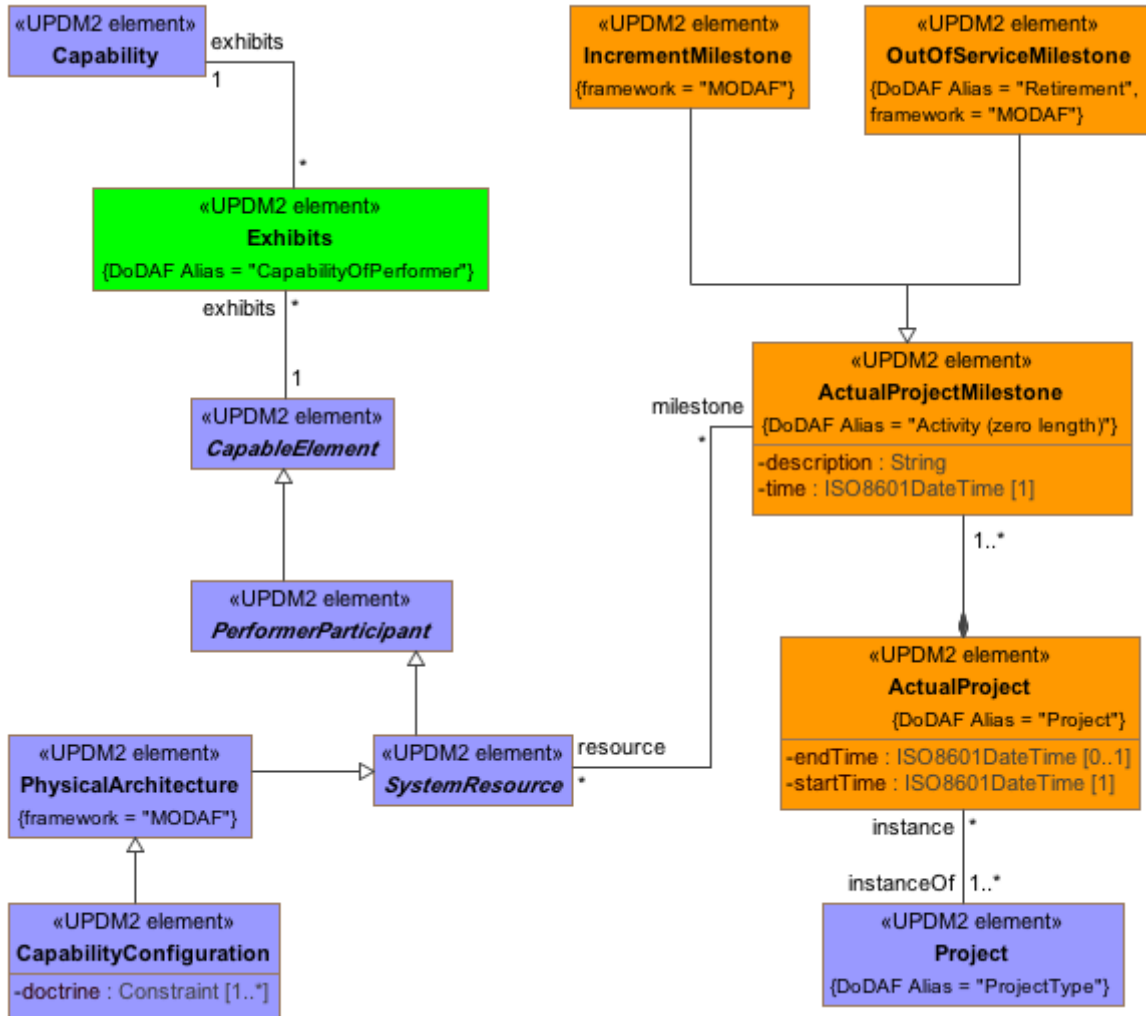 «UPDM2 element»
Capability
exhibits
1
*
«UPDM2 element»
Exhibits
{DoDAF Alias = "CapabilityOfPerformer"}
exhibits
*
1
«UPDM2 element»
CapableElement
«UPDM2 element»
PerformerParticipant
«UPDM2 element»
PhysicalArchitecture
{framework = "MODAF"}
«UPDM2 element»
SystemResource
resource
*
«UPDM2 element»
CapabilityConfiguration
-doctrine : Constraint [1..*]
«UPDM2 element»
IncrementMilestone
{framework = "MODAF"}
«UPDM2 element»
OutOfServiceMilestone
{DoDAF Alias = "Retirement",
framework = "MODAF"}
milestone
*
«UPDM2 element»
ActualProjectMilestone
{DoDAF Alias = "Activity (zero length)"}
-description : String
-time : ISO8601DateTime [1]
1..*
«UPDM2 element»
ActualProject
{DoDAF Alias = "Project"}
-endTime : ISO8601DateTime [0..1]
-startTime : ISO8601DateTime [1]
instance
*
instanceOf
1..*
«UPDM2 element»
Project
{DoDAF Alias = "ProjectType"}